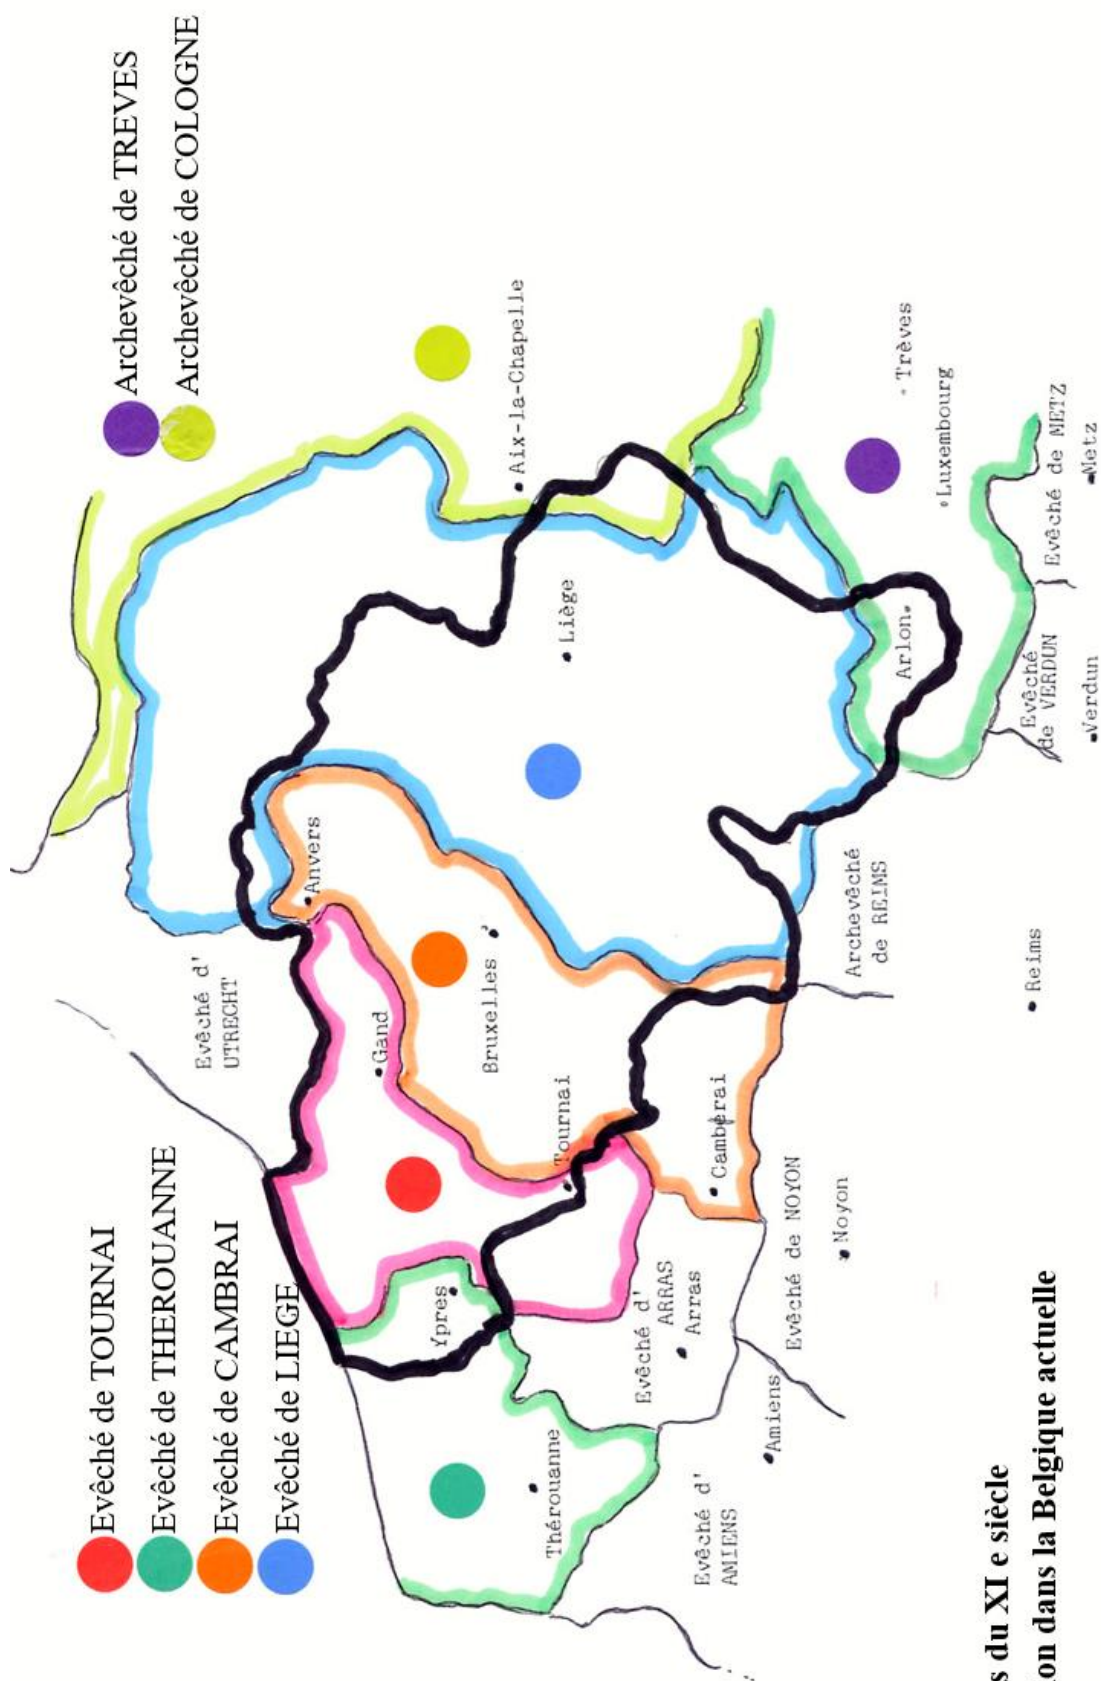 Evêché de TOURNAI
Evêché de THEROUANNE
Evêché de CAMBRAI
Evêché de LIEGE
Archevêché de TREVES
Archevêché de COLOGNE
Evêché d'
UTRECHT
Anvers
Gand
Bruxelles
Ypres
Tournai
Thérouanne
Liège
Aix-la-Chapelle
Cambérai
Evêché d'
ARRAS
Arras
Evêché d'
AMIENS
Amiens
Evêché de NOYON
Noyon
Archevêché
de REIMS
Reims
Arlon
Luxembourg
Trèves
Evêché
de VERDUN
Verdun
Evêché de METZ
Metz
s du XI e siècle
on dans la Belgique actuelle